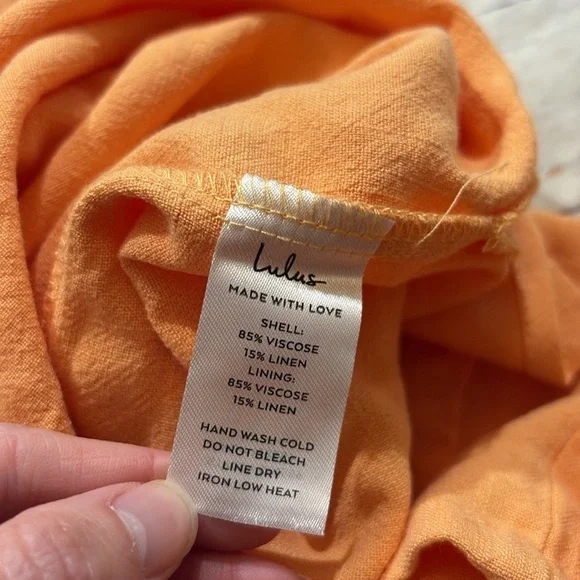 Lulus
MADE WITH LOVE
SHELL:
85% VISCOSE
15% LINEN
LINING:
85% VISCOSE
15% LINEN
HAND WASH COLD
DO NOT BLEACH
LINE DRY
IRON LOW HEAT